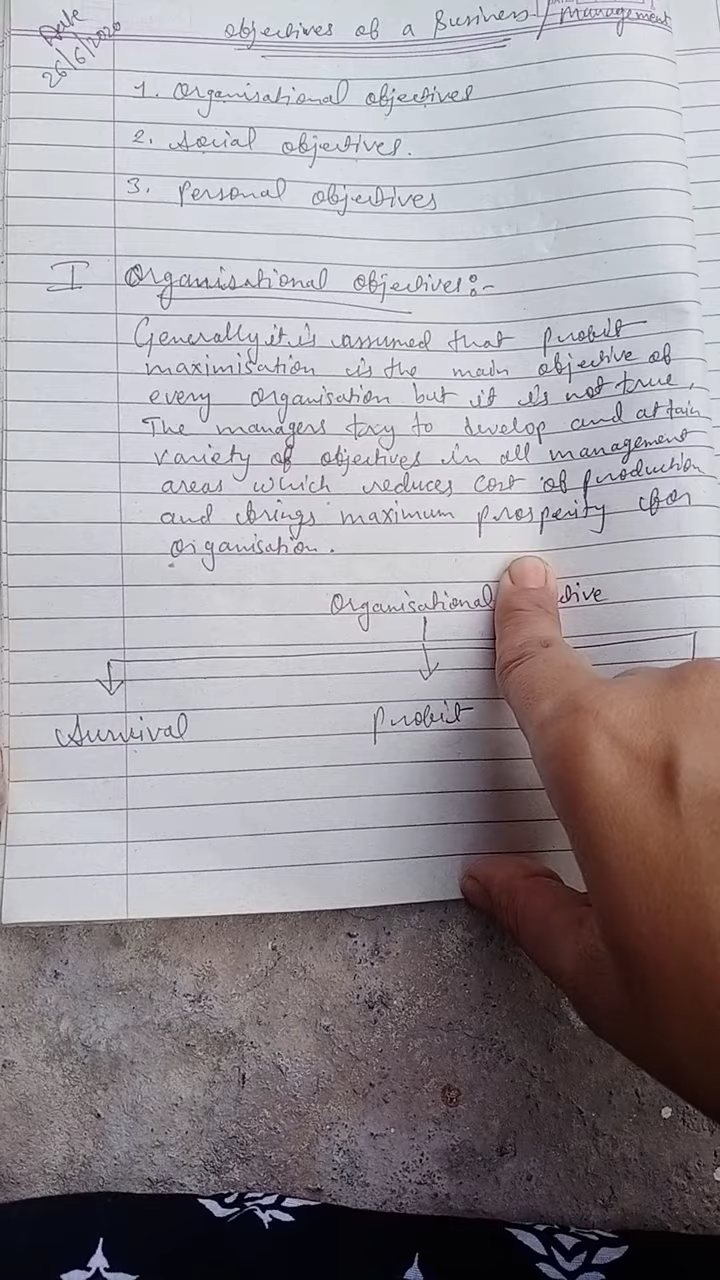 Date
26/6/2020
Objectives of a Business / Management
1. Organisational objectives
2. Social objectives.
3. Personal objectives
I Organisational objectives:-
Generally it is assumed that profit
maximisation is the main objective of
every organisation but it is not true.
The managers try to develop and attain
variety of objectives in all management
areas which reduces cost of production
and brings maximum prosperity for
organisation.
Organisational ctive
Survival Profit